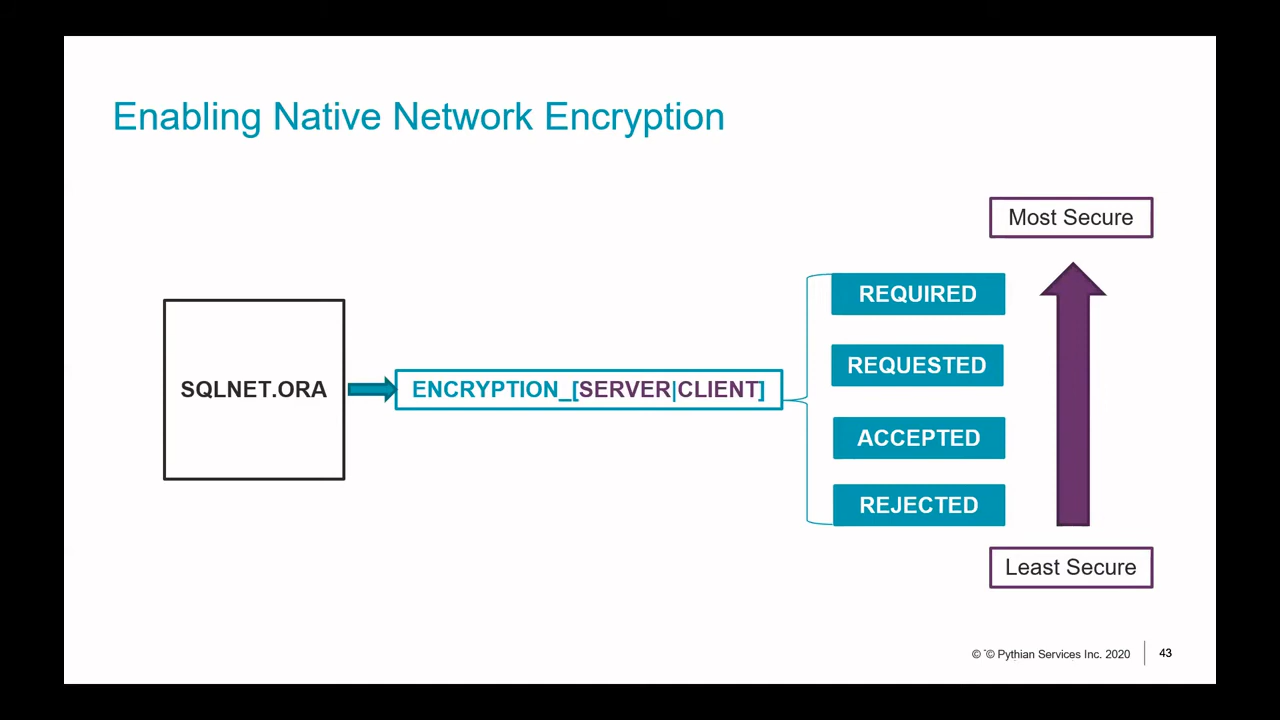 Enabling Native Network Encryption
Most Secure
REQUIRED
REQUESTED
SQLNET.ORA
ENCRYPTION_[SERVER|CLIENT]
ACCEPTED
REJECTED
Least Secure
© ¨© Pythian Services Inc. 2020
43